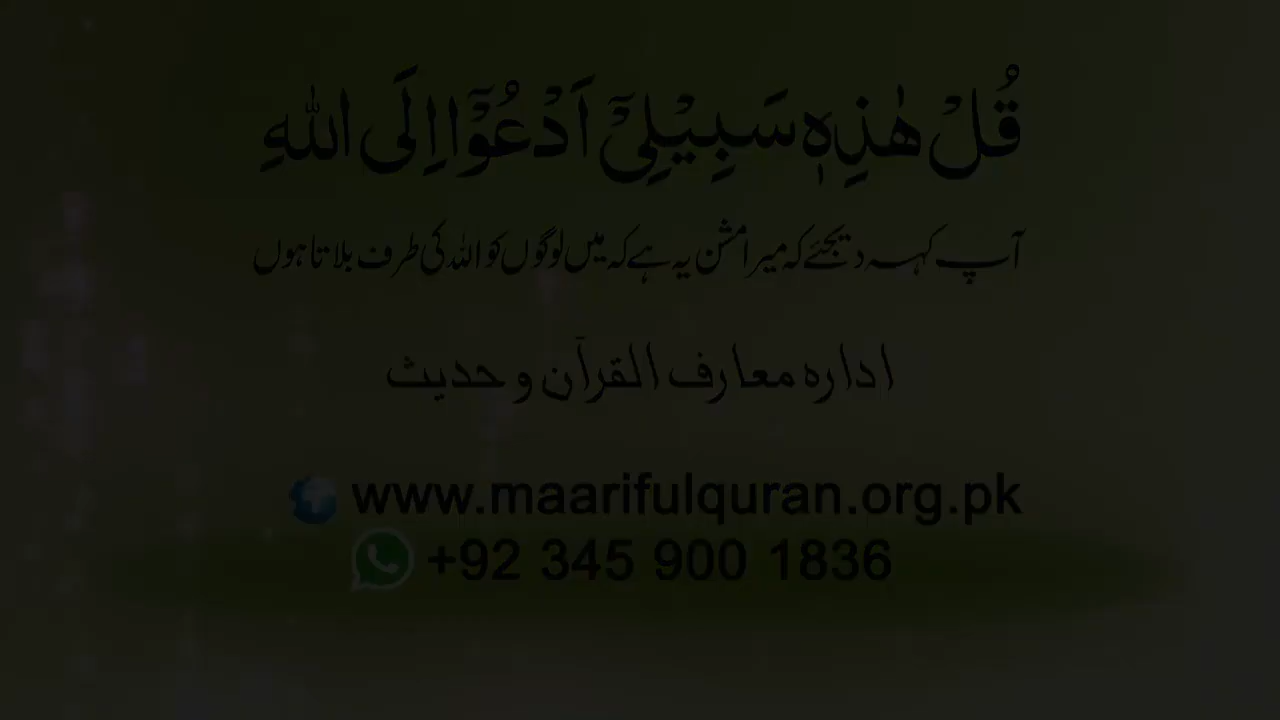 قُلْ هٰذِهٖ سَبِیْلِیْۤ اَدْعُوْۤا اِلَی اللهِ
آپ کہہ دیجئے کہ میرا مشن یہ ہے کہ میں لوگوں کو اللہ کی طرف بلاتا ہوں
ادارہ معارف القرآن و حدیث
www.maarifulquran.org.pk
+92 345 900 1836